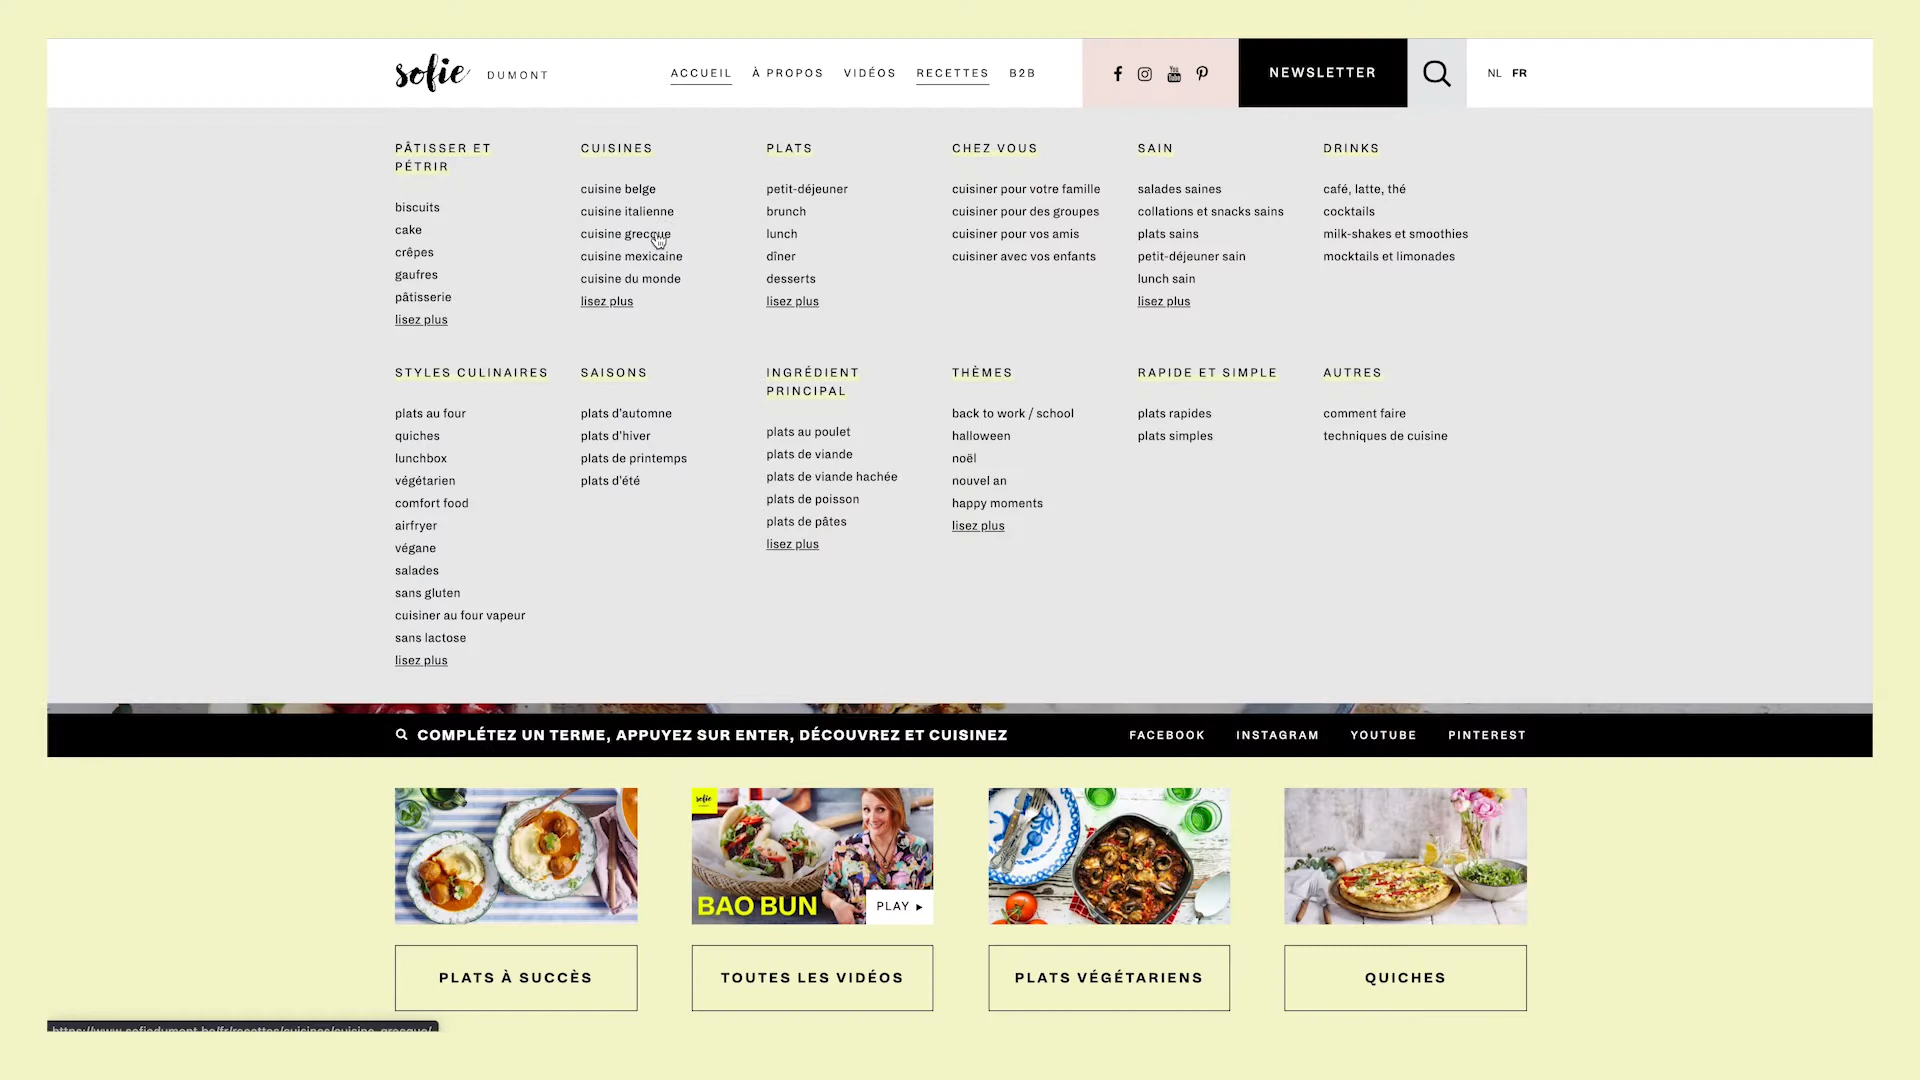 sofie DUMONT
ACCUEIL À PROPOS VIDÉOS RECETTES B2B
NEWSLETTER
NL FR
PÂTISSER ET
PÉTRIR
biscuits
cake
crêpes
gaufres
pâtisserie
lisez plus
CUISINES
cuisine belge
cuisine italienne
cuisine grecque
cuisine mexicaine
cuisine du monde
lisez plus
PLATS
petit-déjeuner
brunch
lunch
dîner
desserts
lisez plus
CHEZ VOUS
cuisiner pour votre famille
cuisiner pour des groupes
cuisiner pour vos amis
cuisiner avec vos enfants
SAIN
salades saines
collations et snacks sains
plats sains
petit-déjeuner sain
lunch sain
lisez plus
DRINKS
café, latte, thé
cocktails
milk-shakes et smoothies
mocktails et limonades
STYLES CULINAIRES
plats au four
quiches
lunchbox
végétarien
comfort food
airfryer
végane
salades
sans gluten
cuisiner au four vapeur
sans lactose
lisez plus
SAISONS
plats d'automne
plats d'hiver
plats de printemps
plats d'été
INGRÉDIENT
PRINCIPAL
plats au poulet
plats de viande
plats de viande hachée
plats de poisson
plats de pâtes
lisez plus
THÈMES
back to work / school
halloween
noël
nouvel an
happy moments
lisez plus
RAPIDE ET SIMPLE
plats rapides
plats simples
AUTRES
comment faire
techniques de cuisine
COMPLÉTEZ UN TERME, APPUYEZ SUR ENTER, DÉCOUVREZ ET CUISINEZ
FACEBOOK INSTAGRAM YOUTUBE PINTEREST
sofie
BAO BUN
PLAY
PLATS À SUCCÈS
TOUTES LES VIDÉOS
PLATS VÉGÉTARIENS
QUICHES
https://www.sofiedumont.be/fr/recettes/cuisines/cuisine-grecque/